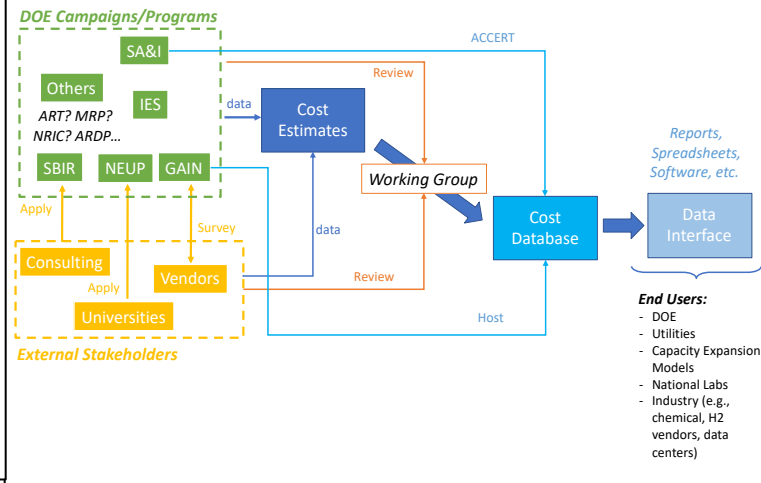 DOE Campaigns/Programs
SA&I
ACCERT
Others
IES
Review
ART? MRP?
NRIC? ARDP...
data
Cost
Estimates
Reports,
Spreadsheets,
Software, etc.
SBIR
NEUP
GAIN
Working Group
Apply
Survey
data
Cost
Database
Data
Interface
Consulting
Vendors
Apply
Review
Universities
Host
External Stakeholders
End Users:
- DOE
- Utilities
- Capacity Expansion
Models
- National Labs
- Industry (e.g.,
chemical, H2
vendors, data
centers)